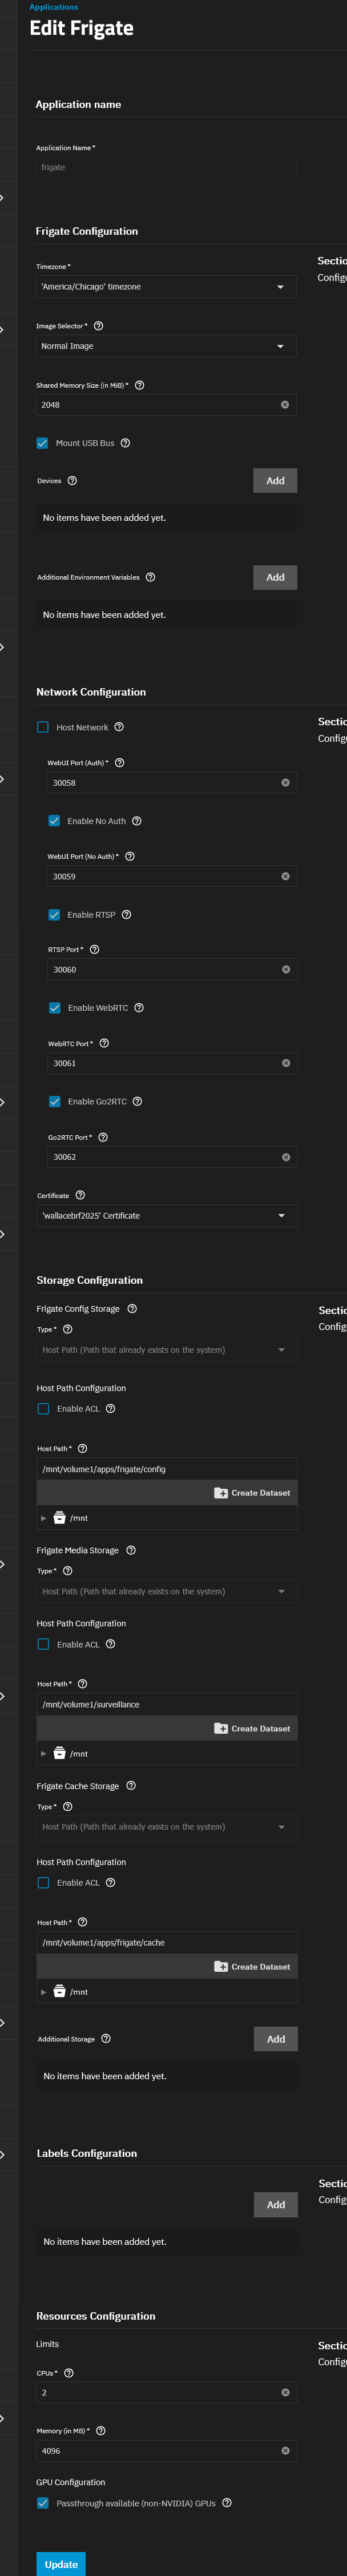 Applications
Edit Frigate
Application name
Application Name *
frigate
Frigate Configuration
Timezone *
'America/Chicago' timezone
Image Selector *
Normal Image
Shared Memory Size (in MiB) *
2048
Mount USB Bus
Devices
Add
No items have been added yet.
Additional Environment Variables
Add
No items have been added yet.
Network Configuration
Host Network
WebUI Port (Auth) *
30058
Enable No Auth
WebUI Port (No Auth) *
30059
Enable RTSP
RTSP Port *
30060
Enable WebRTC
WebRTC Port *
30061
Enable Go2RTC
Go2RTC Port *
30062
Certificate
'wallacebrf2025' Certificate
Storage Configuration
Frigate Config Storage
Type *
Host Path (Path that already exists on the system)
Host Path Configuration
Enable ACL
Host Path *
/mnt/volume1/apps/frigate/config
Create Dataset
/mnt
Frigate Media Storage
Type *
Host Path (Path that already exists on the system)
Host Path Configuration
Enable ACL
Host Path *
/mnt/volume1/surveillance
Create Dataset
/mnt
Frigate Cache Storage
Type *
Host Path (Path that already exists on the system)
Host Path Configuration
Enable ACL
Host Path *
/mnt/volume1/apps/frigate/cache
Create Dataset
/mnt
Additional Storage
Add
No items have been added yet.
Labels Configuration
Add
No items have been added yet.
Resources Configuration
Limits
CPUs *
2
Memory (in MB) *
4096
GPU Configuration
Passthrough available (non-NVIDIA) GPUs
Update